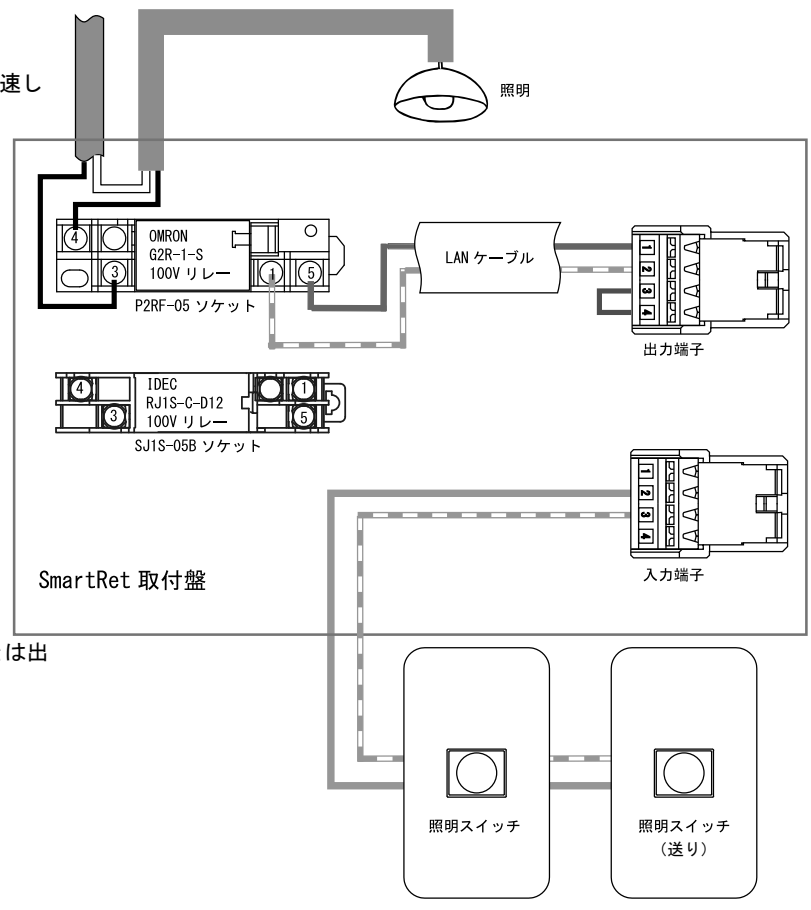 速し
照明
4
OMRON
G2R-1-S
100V リレー
3
1
5
P2RF-05 ソケット
LAN ケーブル
1
2
3
4
出力端子
4
IDEC
RJ1S-C-D12
100V リレー
3
1
5
SJ1S-05B ソケット
1
2
3
4
入力端子
SmartRet 取付盤
は出
照明スイッチ
照明スイッチ
(送り)